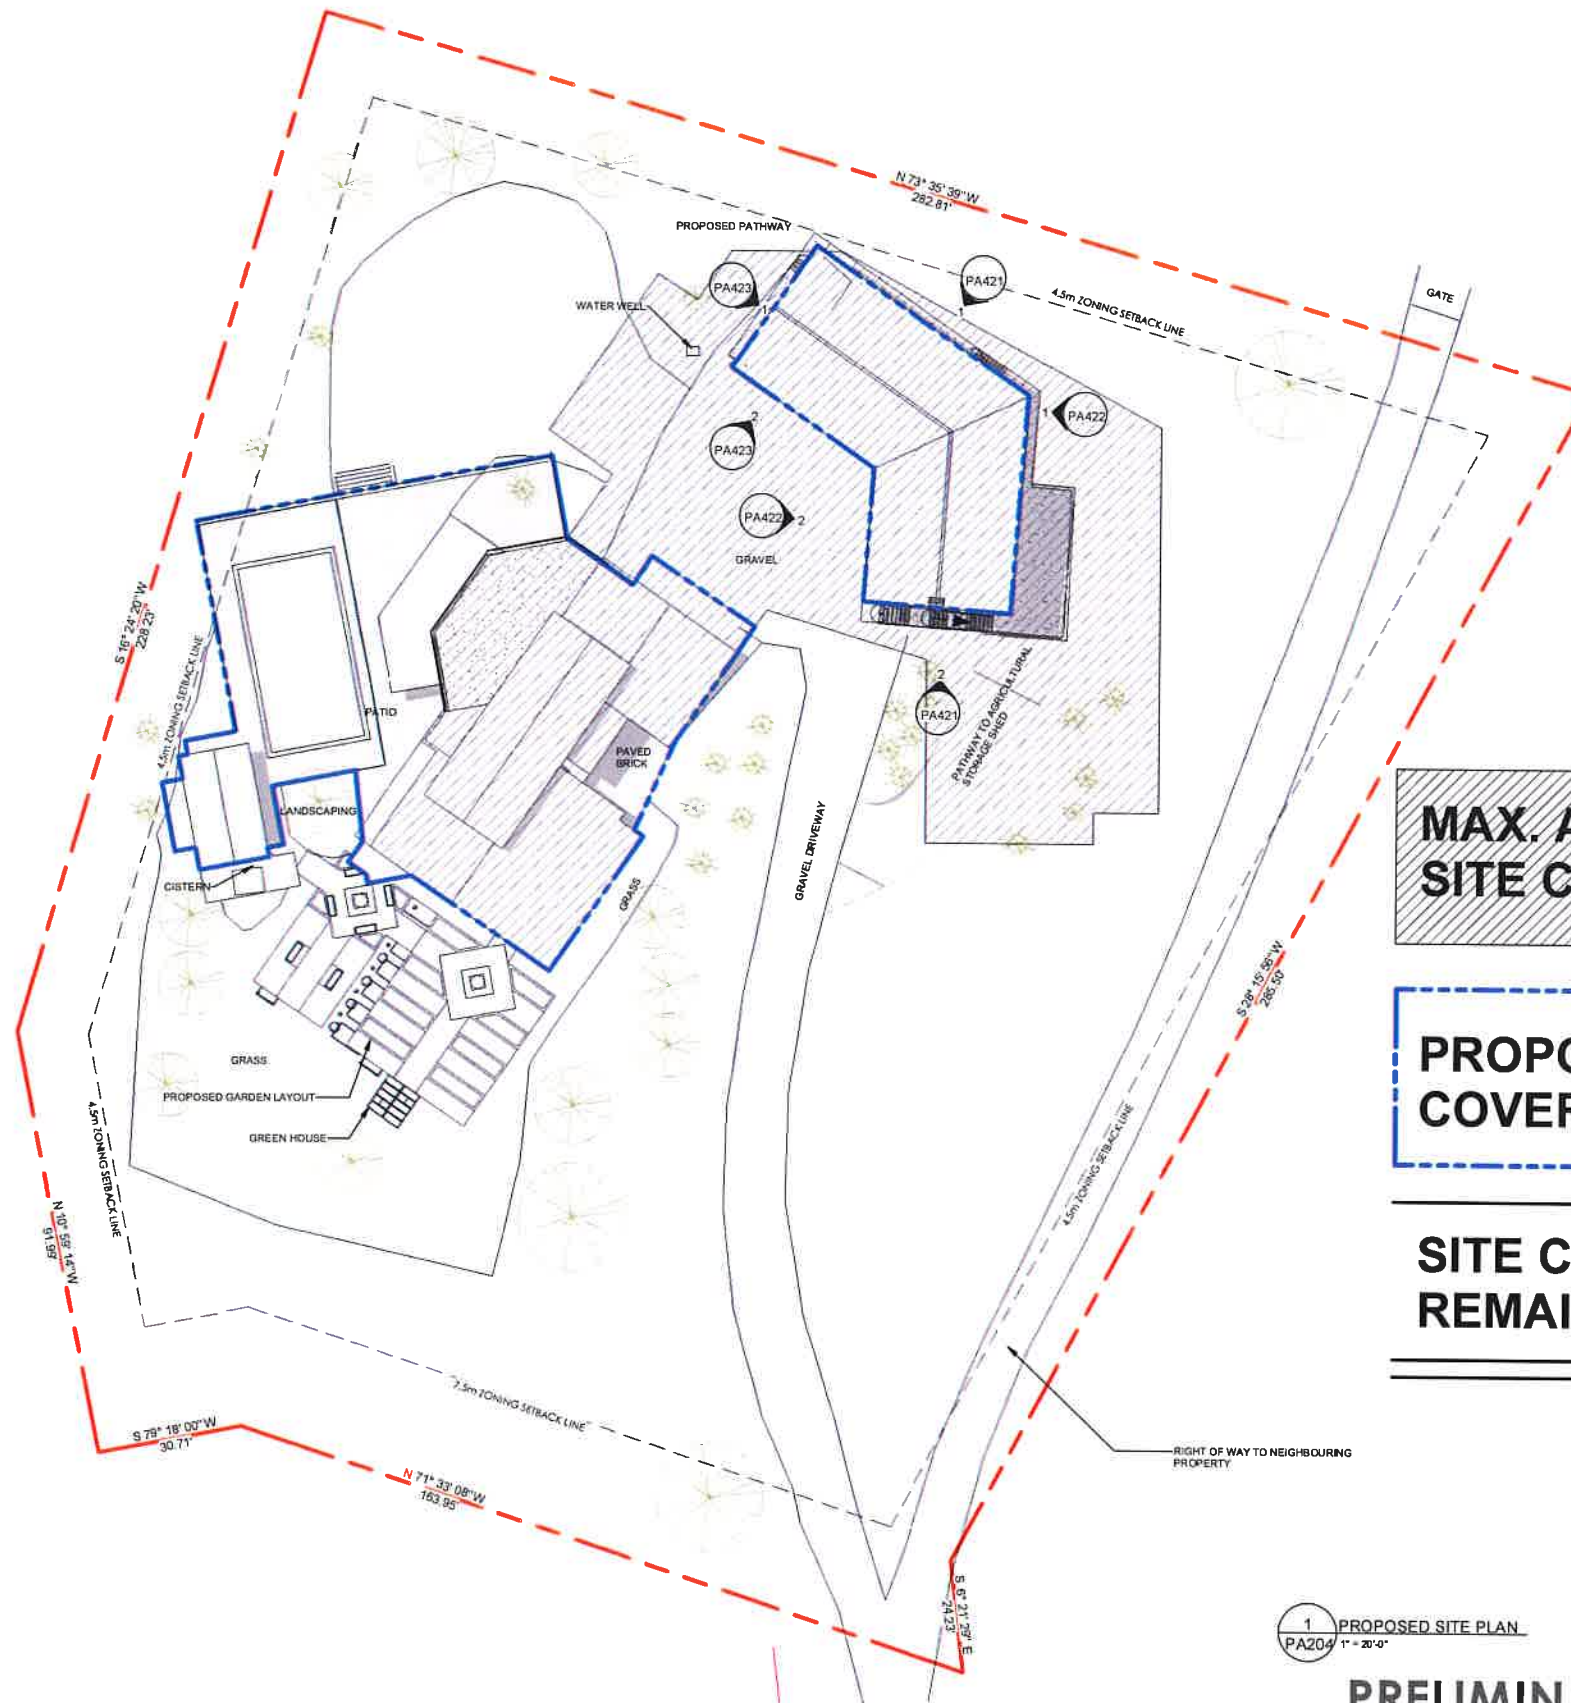 N 73° 35' 39" W
282.81'
PROPOSED PATHWAY
GATE
PA423
1
PA421
1
4.5m ZONING SETBACK LINE
WATER WELL
2
PA423
1
PA422
PA422
2
GRAVEL
S 16° 24' 20" W
228.23'
4.5m ZONING SETBACK LINE
PATIO
PAVED
BRICK
2
PA421
PATHWAY TO AGRICULTURAL
STORAGE SHED
LANDSCAPING
GRAVEL DRIVEWAY
CISTERN
GRASS
MAX. A
SITE C
S 28° 15' 56" W
285.50'
PROPO
COVER
GRASS
PROPOSED GARDEN LAYOUT
GREEN HOUSE
4.5m ZONING SETBACK LINE
4.5m ZONING SETBACK LINE
N 10° 59' 14" W
91.99'
SITE C
REMAI
7.5m ZONING SETBACK LINE
S 79° 18' 00" W
30.71'
N 71° 33' 08" W
163.95'
RIGHT OF WAY TO NEIGHBOURING
PROPERTY
S 6° 21' 29" E
24.23'
1
PA204
PROPOSED SITE PLAN
1" = 20'-0"
PRELIMIN